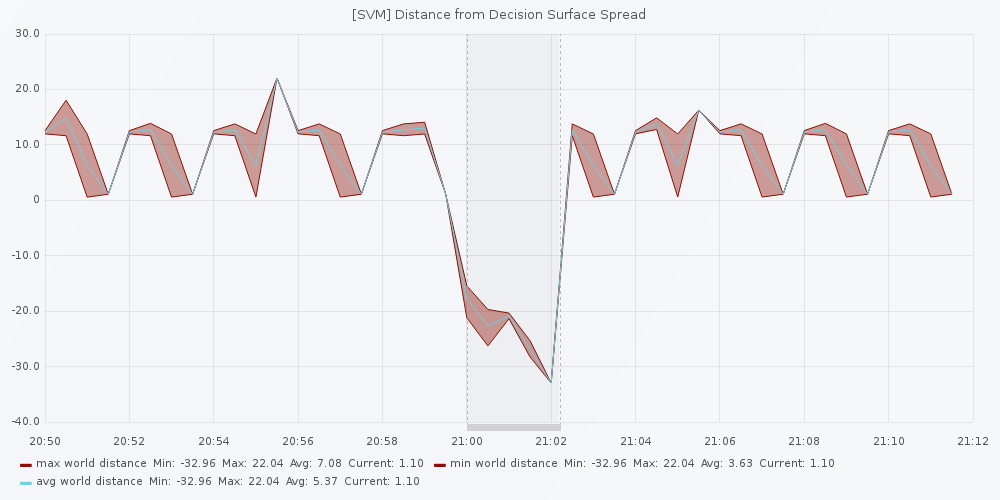 [SVM] Distance from Decision Surface Spread
30.0
20.0
10.0
0
-10.0
-20.0
-30.0
-40.0
20:50 20:52 20:54 20:56 20:58 21:00 21:02 21:04 21:06 21:08 21:10 21:12
max world distance Min: -32.96 Max: 22.04 Avg: 7.08 Current: 1.10 min world distance Min: -32.96 Max: 22.04 Avg: 3.63 Current: 1.10
avg world distance Min: -32.96 Max: 22.04 Avg: 5.37 Current: 1.10